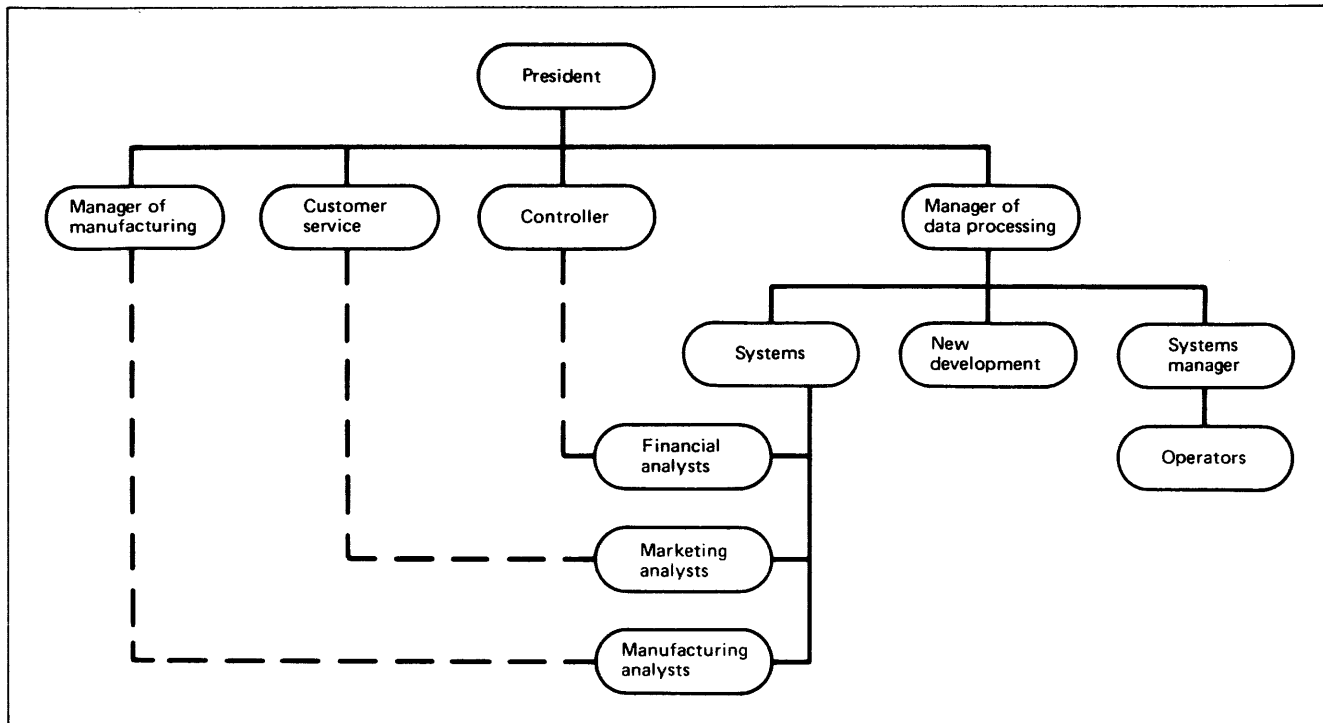 President
Manager of
manufacturing
Customer
service
Controller
Manager of
data processing
Systems
New
development
Systems
manager
Financial
analysts
Operators
Marketing
analysts
Manufacturing
analysts